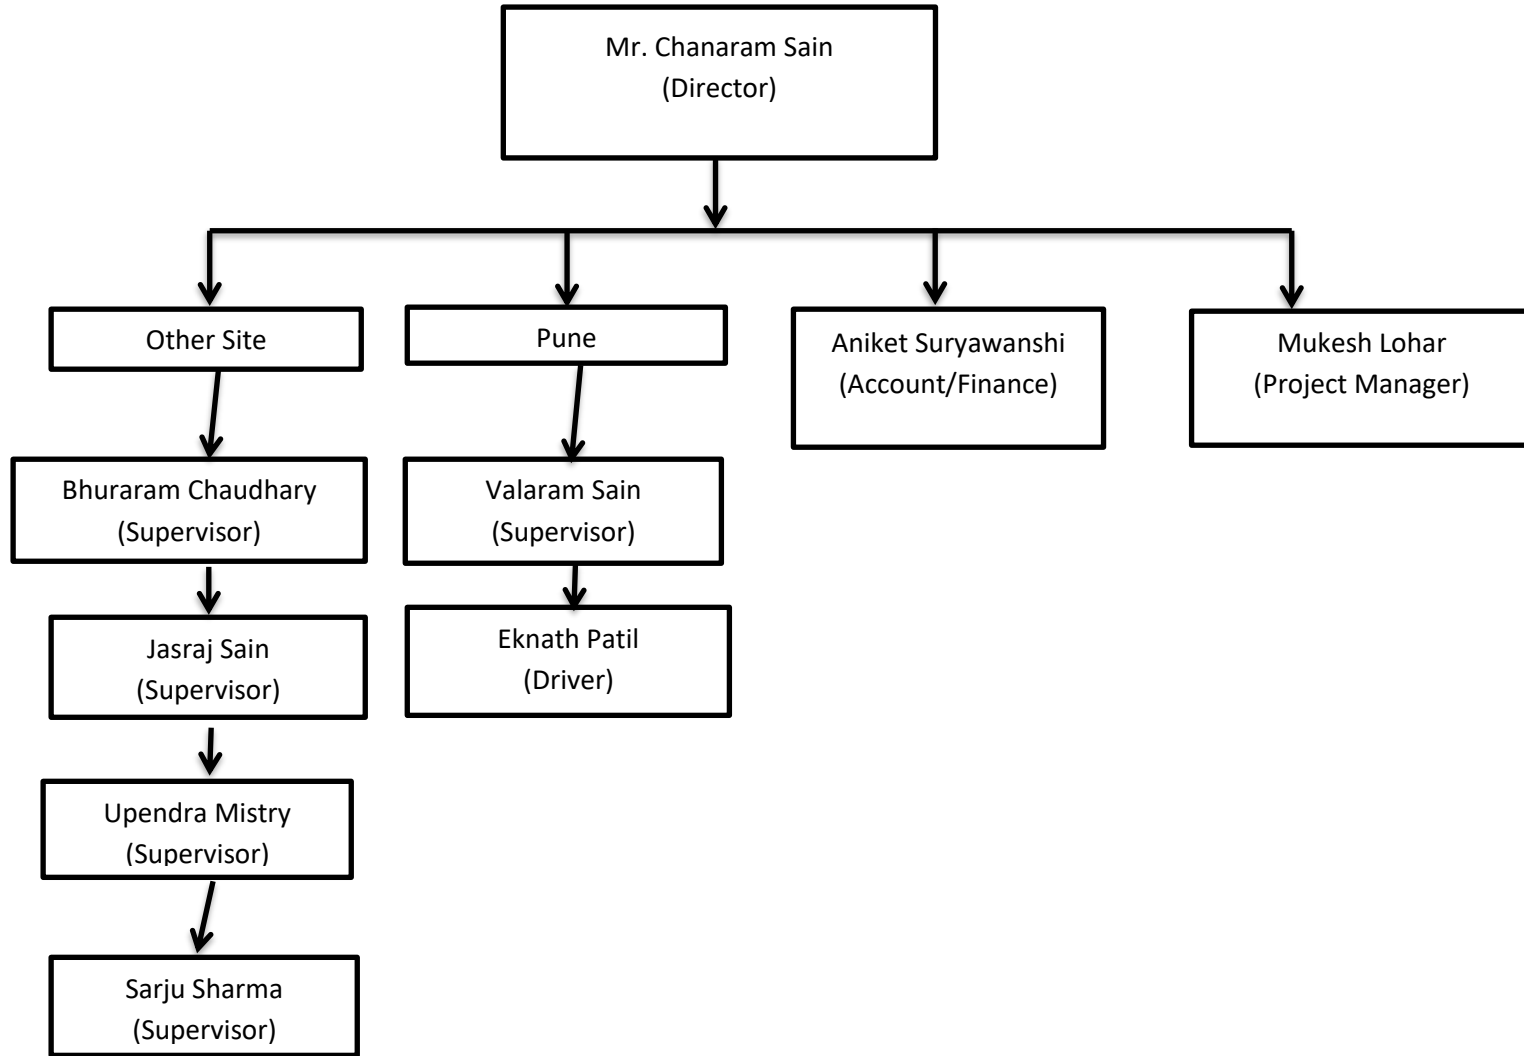 Mr. Chanaram Sain
(Director)
Other Site
Pune
Aniket Suryawanshi
(Account/Finance)
Mukesh Lohar
(Project Manager)
Bhuraram Chaudhary
(Supervisor)
Valaram Sain
(Supervisor)
Jasraj Sain
(Supervisor)
Eknath Patil
(Driver)
Upendra Mistry
(Supervisor)
Sarju Sharma
(Supervisor)